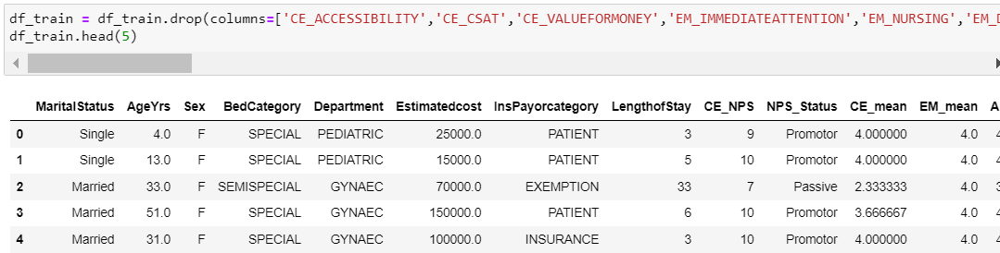 df_train = df_train.drop(columns=['CE_ACCESSIBILITY','CE_CSAT','CE_VALUEFORMONEY','EM_IMMEDIATEATTENTION','EM_NURSING','EM_D
df_train.head(5)
MaritalStatus AgeYrs Sex BedCategory Department Estimatedcost InsPayorcategory LengthofStay CE_NPS NPS_Status CE_mean EM_mean A
0 Single 4.0 F SPECIAL PEDIATRIC 25000.0 PATIENT 3 9 Promotor 4.000000 4.0
1 Single 13.0 F SPECIAL PEDIATRIC 15000.0 PATIENT 5 10 Promotor 4.000000 4.0
2 Married 33.0 F SEMISPECIAL GYNAEC 70000.0 EXEMPTION 33 7 Passive 2.333333 4.0
3 Married 51.0 F SPECIAL GYNAEC 150000.0 PATIENT 6 10 Promotor 3.666667 4.0
4 Married 31.0 F SPECIAL GYNAEC 100000.0 INSURANCE 3 10 Promotor 4.000000 4.0